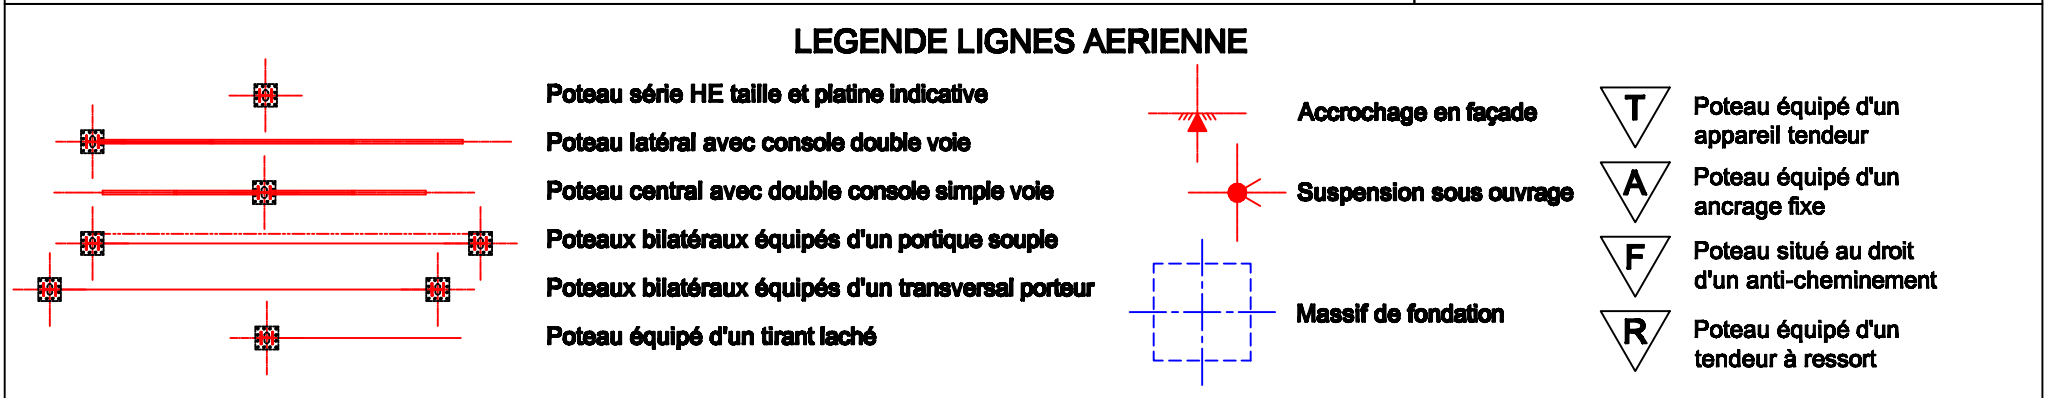 LEGENDE LIGNES AERIENNE
Poteau série HE taille et platine indicative
Poteau latéral avec console double voie
Poteau central avec double console simple voie
Poteaux bilatéraux équipés d'un portique souple
Poteaux bilatéraux équipés d'un transversal porteur
Poteau équipé d'un tirant laché
Accrochage en façade
Suspension sous ouvrage
Massif de fondation
T
Poteau équipé d'un
appareil tendeur
A
Poteau équipé d'un
ancrage fixe
F
Poteau situé au droit
d'un anti-cheminement
R
Poteau équipé d'un
tendeur à ressort